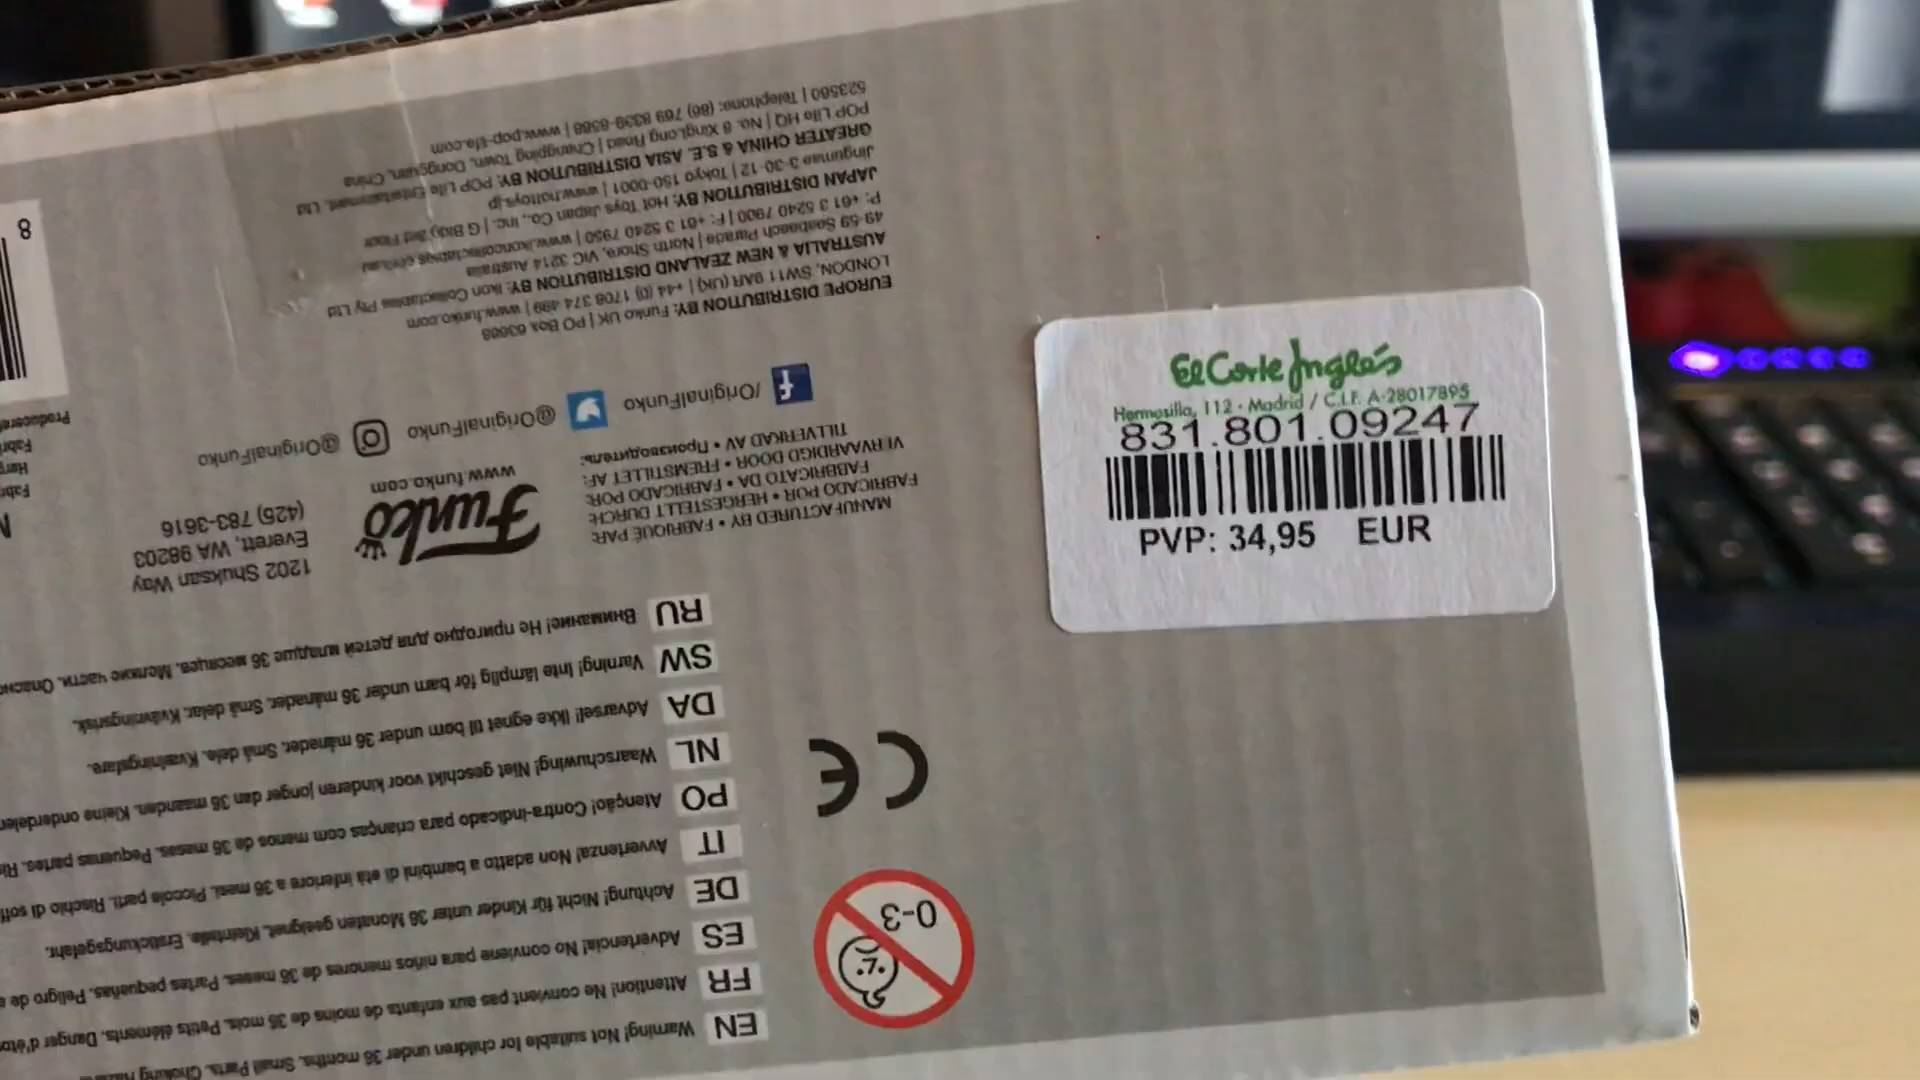 El Corte Inglés
Hermosilla, 112 - Madrid / C.I.F. A-28017895
831.801.09247
PVP: 34,95 EUR
EN Warning! Not suitable for children under 36 months. Small Parts. Choking
FR Attention! Ne convient pas aux enfants de moins de 36 mois. Petits éléments. Danger
ES Advertencia! No conviene para niños menores de 36 meses. Partes pequeñas. Peligro de
DE Achtung! Nicht für Kinder unter 36 Monaten geeignet. Kleinteile. Erstickungsgefahr.
IT Avvertenza! Non adatto a bambini di età inferiore a 36 mesi. Piccole parti. Rischio di
PO Atenção! Contra-indicado para crianças com menos de 36 meses. Pequenas partes.
NL Waarschuwing! Niet geschikt voor kinderen jonger dan 36 maanden. Kleine onderdelen
DA Advarsel! Ikke egnet til børn under 36 måneder. Små dele. Kvælningsfare.
SW Varning! Inte lämplig för barn under 36 månader. Små delar. Kvävningsrisk.
RU Внимание! Не пригодно для детей младше 36 месяцев. Мелкие части.
0-3
CE
MANUFACTURED BY • FABRIQUÉ PAR:
FABRICADO POR • HERGESTELLT DURCH:
FABBRICATO DA • FABRICADO POR:
VERVAARDIGD DOOR • FREMSTILLET AF:
TILLVERKAD AV • Производитель:
Funko
www.funko.com
1202 Shuksan Way
Everett, WA 98203
(425) 783-3616
/OriginalFunko
@OriginalFunko
@OriginalFunko
EUROPE DISTRIBUTION BY: Funko UK | PO Box 63668
LONDON, SW11 9AR (UK) | +44 (0) 1708 374 499 | www.funko.com
AUSTRALIA & NEW ZEALAND DISTRIBUTION BY: Ikon Collectables Pty Ltd
49-59 Seabeach Parade | North Shore, VIC 3214 Australia
P: +61 3 5240 7900 | F: +61 3 5240 7950
JAPAN DISTRIBUTION BY: Hot Toys Japan Co., Inc. | G Bldg 3rd Floor
Jingumae 3-30-12 | Tokyo 150-0001 | www.hottoys.jp
GREATER CHINA & S.E. ASIA DISTRIBUTION BY: POP Life Entertainment, Ltd
POP Life HQ | No. 8 XingLong Road | Changping Town, Dongguan, China
523560 | Telephone: (86) 769 8339-6568 | www.pop-life.com
8